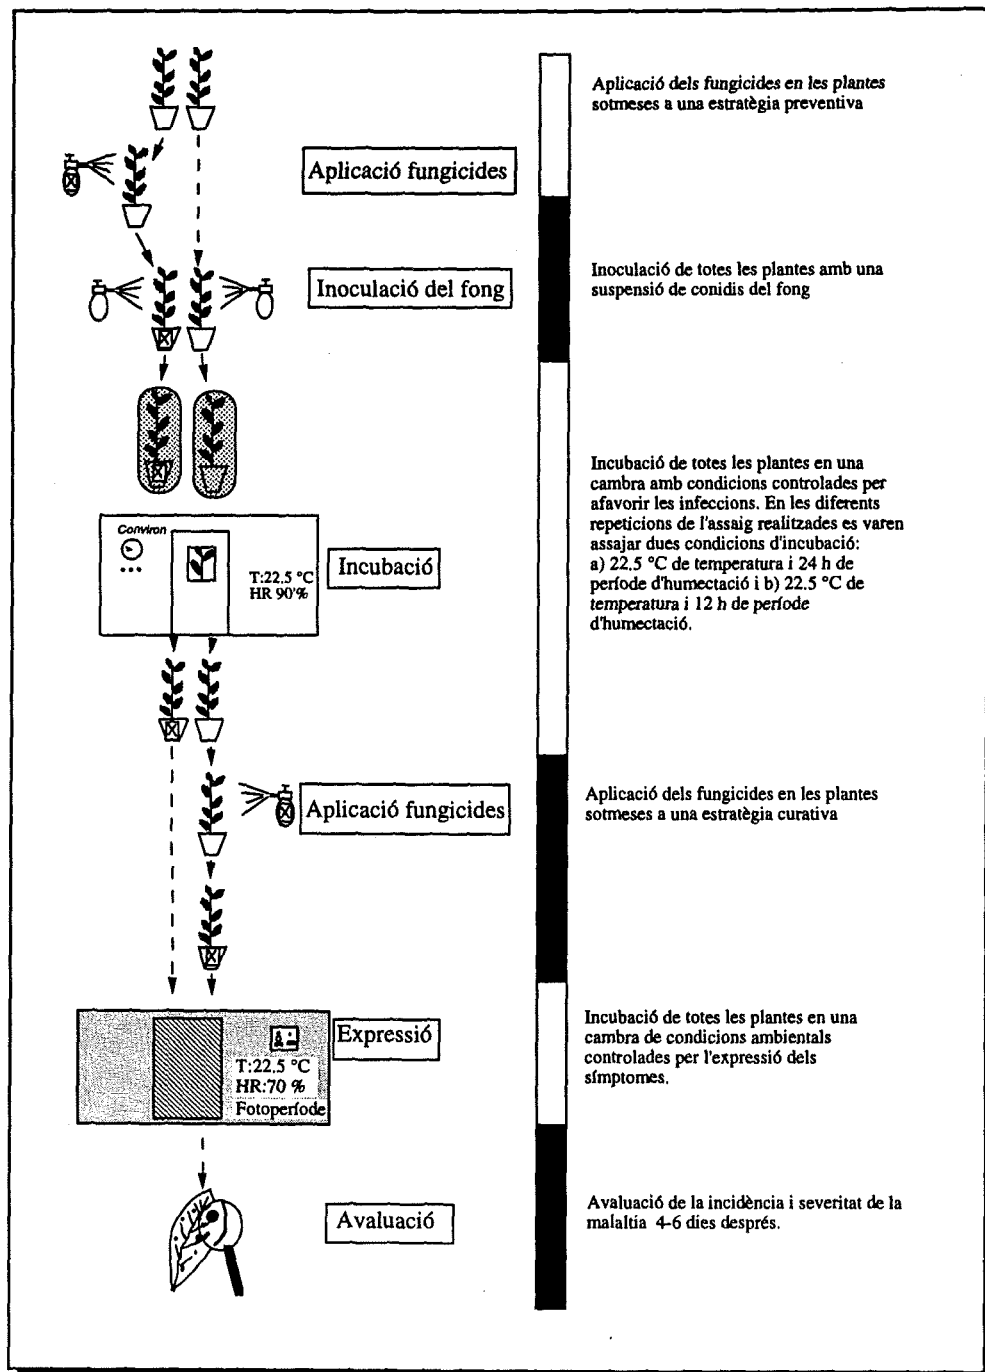 Aplicació dels fungicides en les plantes
sotmeses a una estratègia preventiva
Aplicació fungicides
Inoculació del fong
Inoculació de totes les plantes amb una
suspensió de conidis del fong
Conviron
T:22.5 °C
HR 90'%
Incubació
Incubació de totes les plantes en una
cambra amb condicions controlades per
afavorir les infeccions. En les diferents
repeticions de l'assaig realitzades es varen
assajar dues condicions d'incubació:
a) 22.5 °C de temperatura i 24 h de
període d'humectació i b) 22.5 °C de
temperatura i 12 h de període
d'humectació.
Aplicació fungicides
Aplicació dels fungicides en les plantes
sotmeses a una estratègia curativa
Expressió
T:22.5 °C
HR:70 %
Fotoperíode
Incubació de totes les plantes en una
cambra de condicions ambientals
controlades per l'expressió dels
símptomes.
Avaluació
Avaluació de la incidència i severitat de la
malaltia 4-6 dies després.